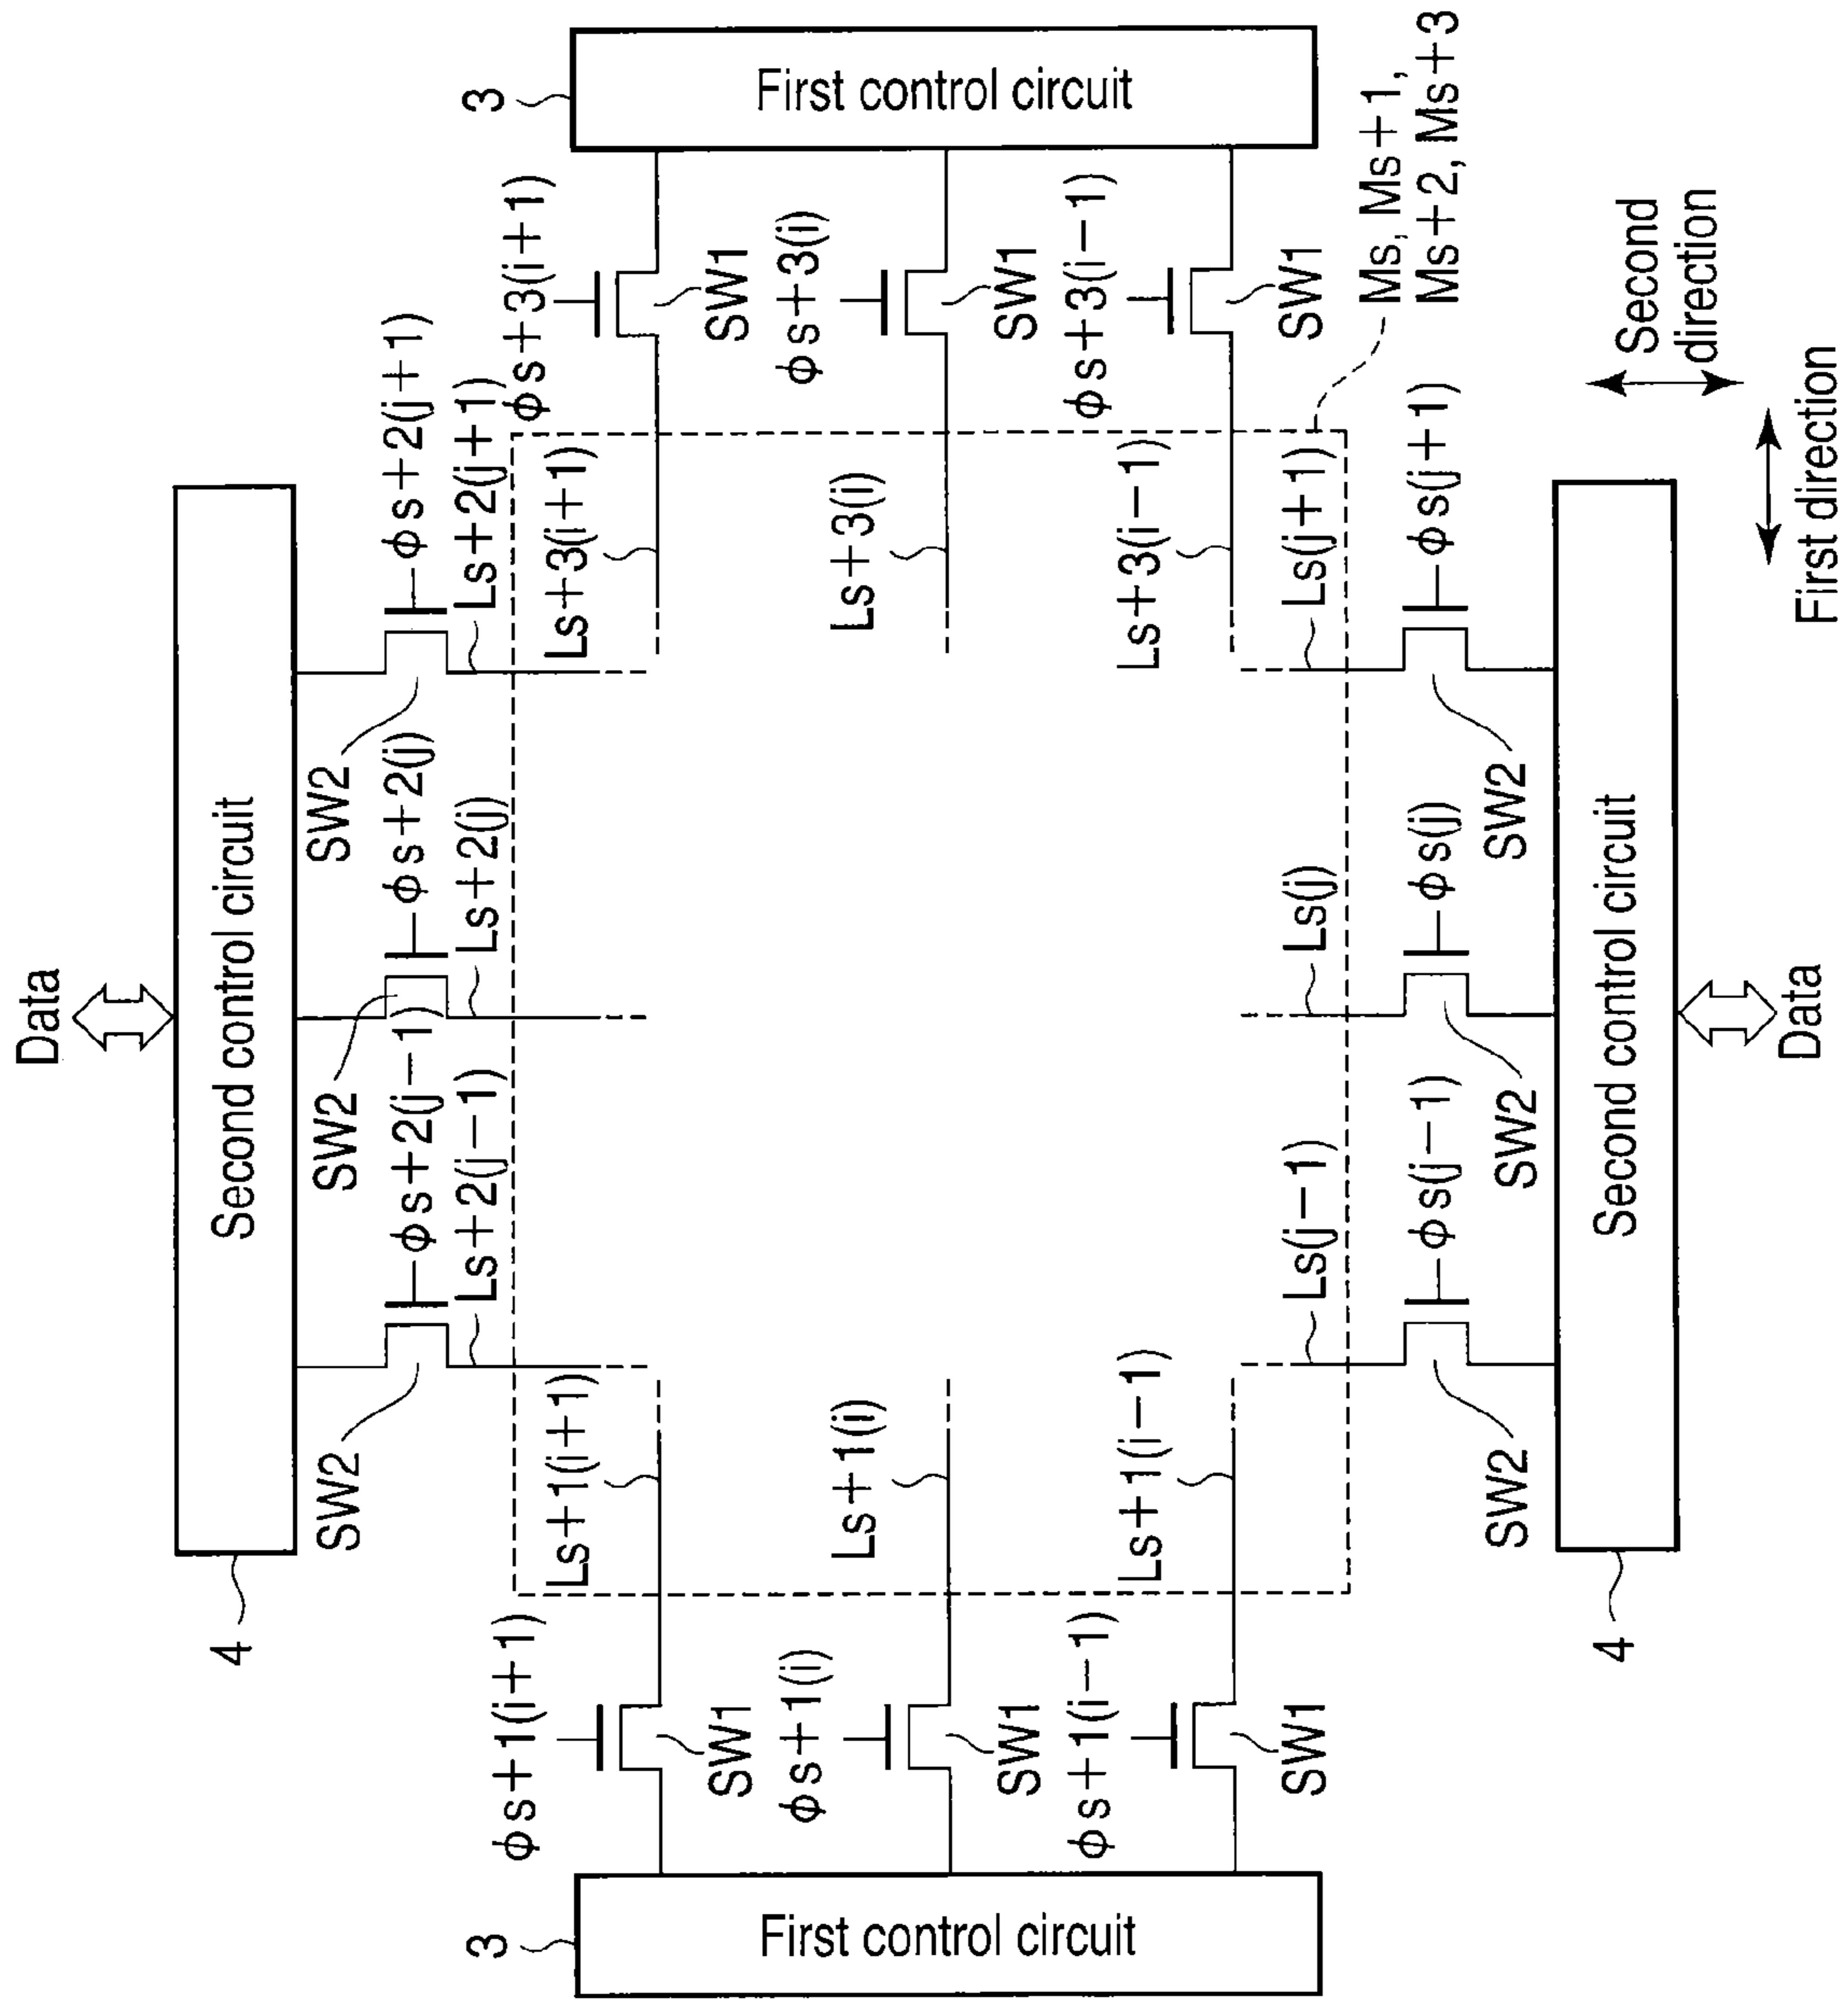 Data
Second control circuit
4
SW2
SW2
SW2
ϕs+2(j−1)
ϕs+2(j)
ϕs+2(j+1)
Ls+2(j−1)
Ls+2(j)
Ls+2(j+1)
3
First control circuit
ϕs+1(i+1)
SW1
ϕs+1(i)
SW1
ϕs+1(i−1)
SW1
Ls+1(i+1)
Ls+1(i)
Ls+1(i−1)
Ls+3(i+1)
Ls+3(i)
Ls+3(i−1)
ϕs+3(i+1)
SW1
ϕs+3(i)
SW1
ϕs+3(i−1)
SW1
3
First control circuit
Ms, Ms+1,
Ms+2, Ms+3
Ls(j−1)
Ls(j)
Ls(j+1)
ϕs(j−1)
ϕs(j)
ϕs(j+1)
SW2
SW2
SW2
4
Second control circuit
Data
Second
direction
First direction